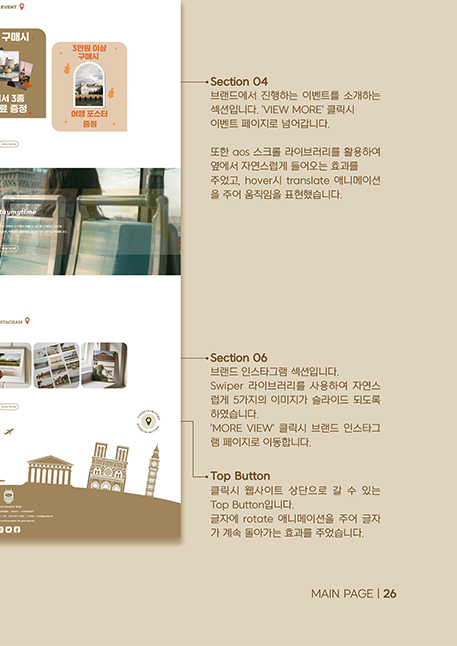 EVENT
구매시
3만원 이상
구매시
3종
증정
여행 포스터
증정
Section 04
브랜드에서 진행하는 이벤트를 소개하는
섹션입니다. 'VIEW MORE' 클릭시
이벤트 페이지로 넘어갑니다.
또한 aos 스크롤 라이브러리를 활용하여
옆에서 자연스럽게 들어오는 효과를
주었고, hover시 translate 애니메이션
을 주어 움직임을 표현했습니다.
taymytime
STAGRAM
Section 06
브랜드 인스타그램 섹션입니다.
Swiper 라이브러리를 사용하여 자연스
럽게 5가지의 이미지가 슬라이드 되도록
하였습니다.
'MORE VIEW' 클릭시 브랜드 인스타그
램 페이지로 이동합니다.
Top Button
클릭시 웹사이트 상단으로 갈 수 있는
Top Button입니다.
글자에 rotate 애니메이션을 주어 글자
가 계속 돌아가는 효과를 주었습니다.
MAIN PAGE | 26